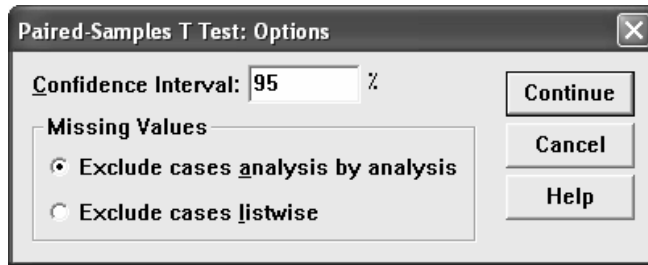 Paired-Samples T Test: Options
Confidence Interval: 95 %
Continue
Missing Values
Cancel
Exclude cases analysis by analysis
Help
Exclude cases listwise